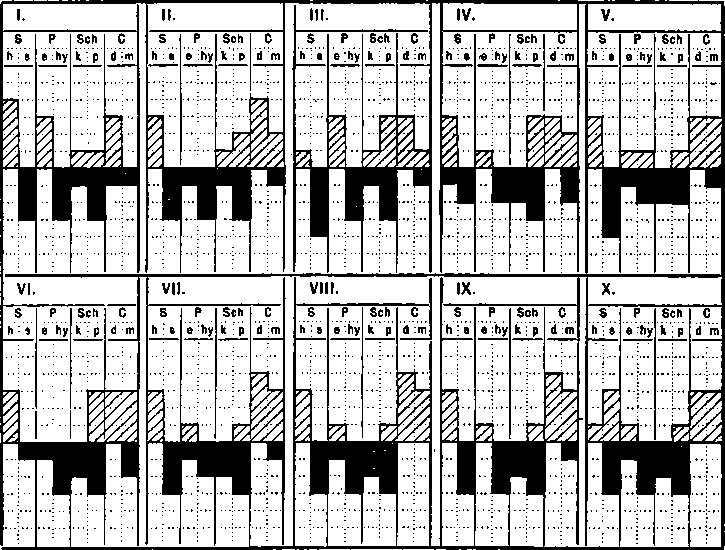 I. II. III. IV. V.
S P Sch C S P Sch C S P Sch C S P Sch C S P Sch C
h s e hy k p d m h s e hy k p d m h s e hy k p d m h s e hy k p d m h s e hy k p d m
VI. VII. VIII. IX. X.
S P Sch C S P Sch C S P Sch C S P Sch C S P Sch C
h s e hy k p d m h s e hy k p d m h s e hy k p d m h s e hy k p d m h s e hy k p d m